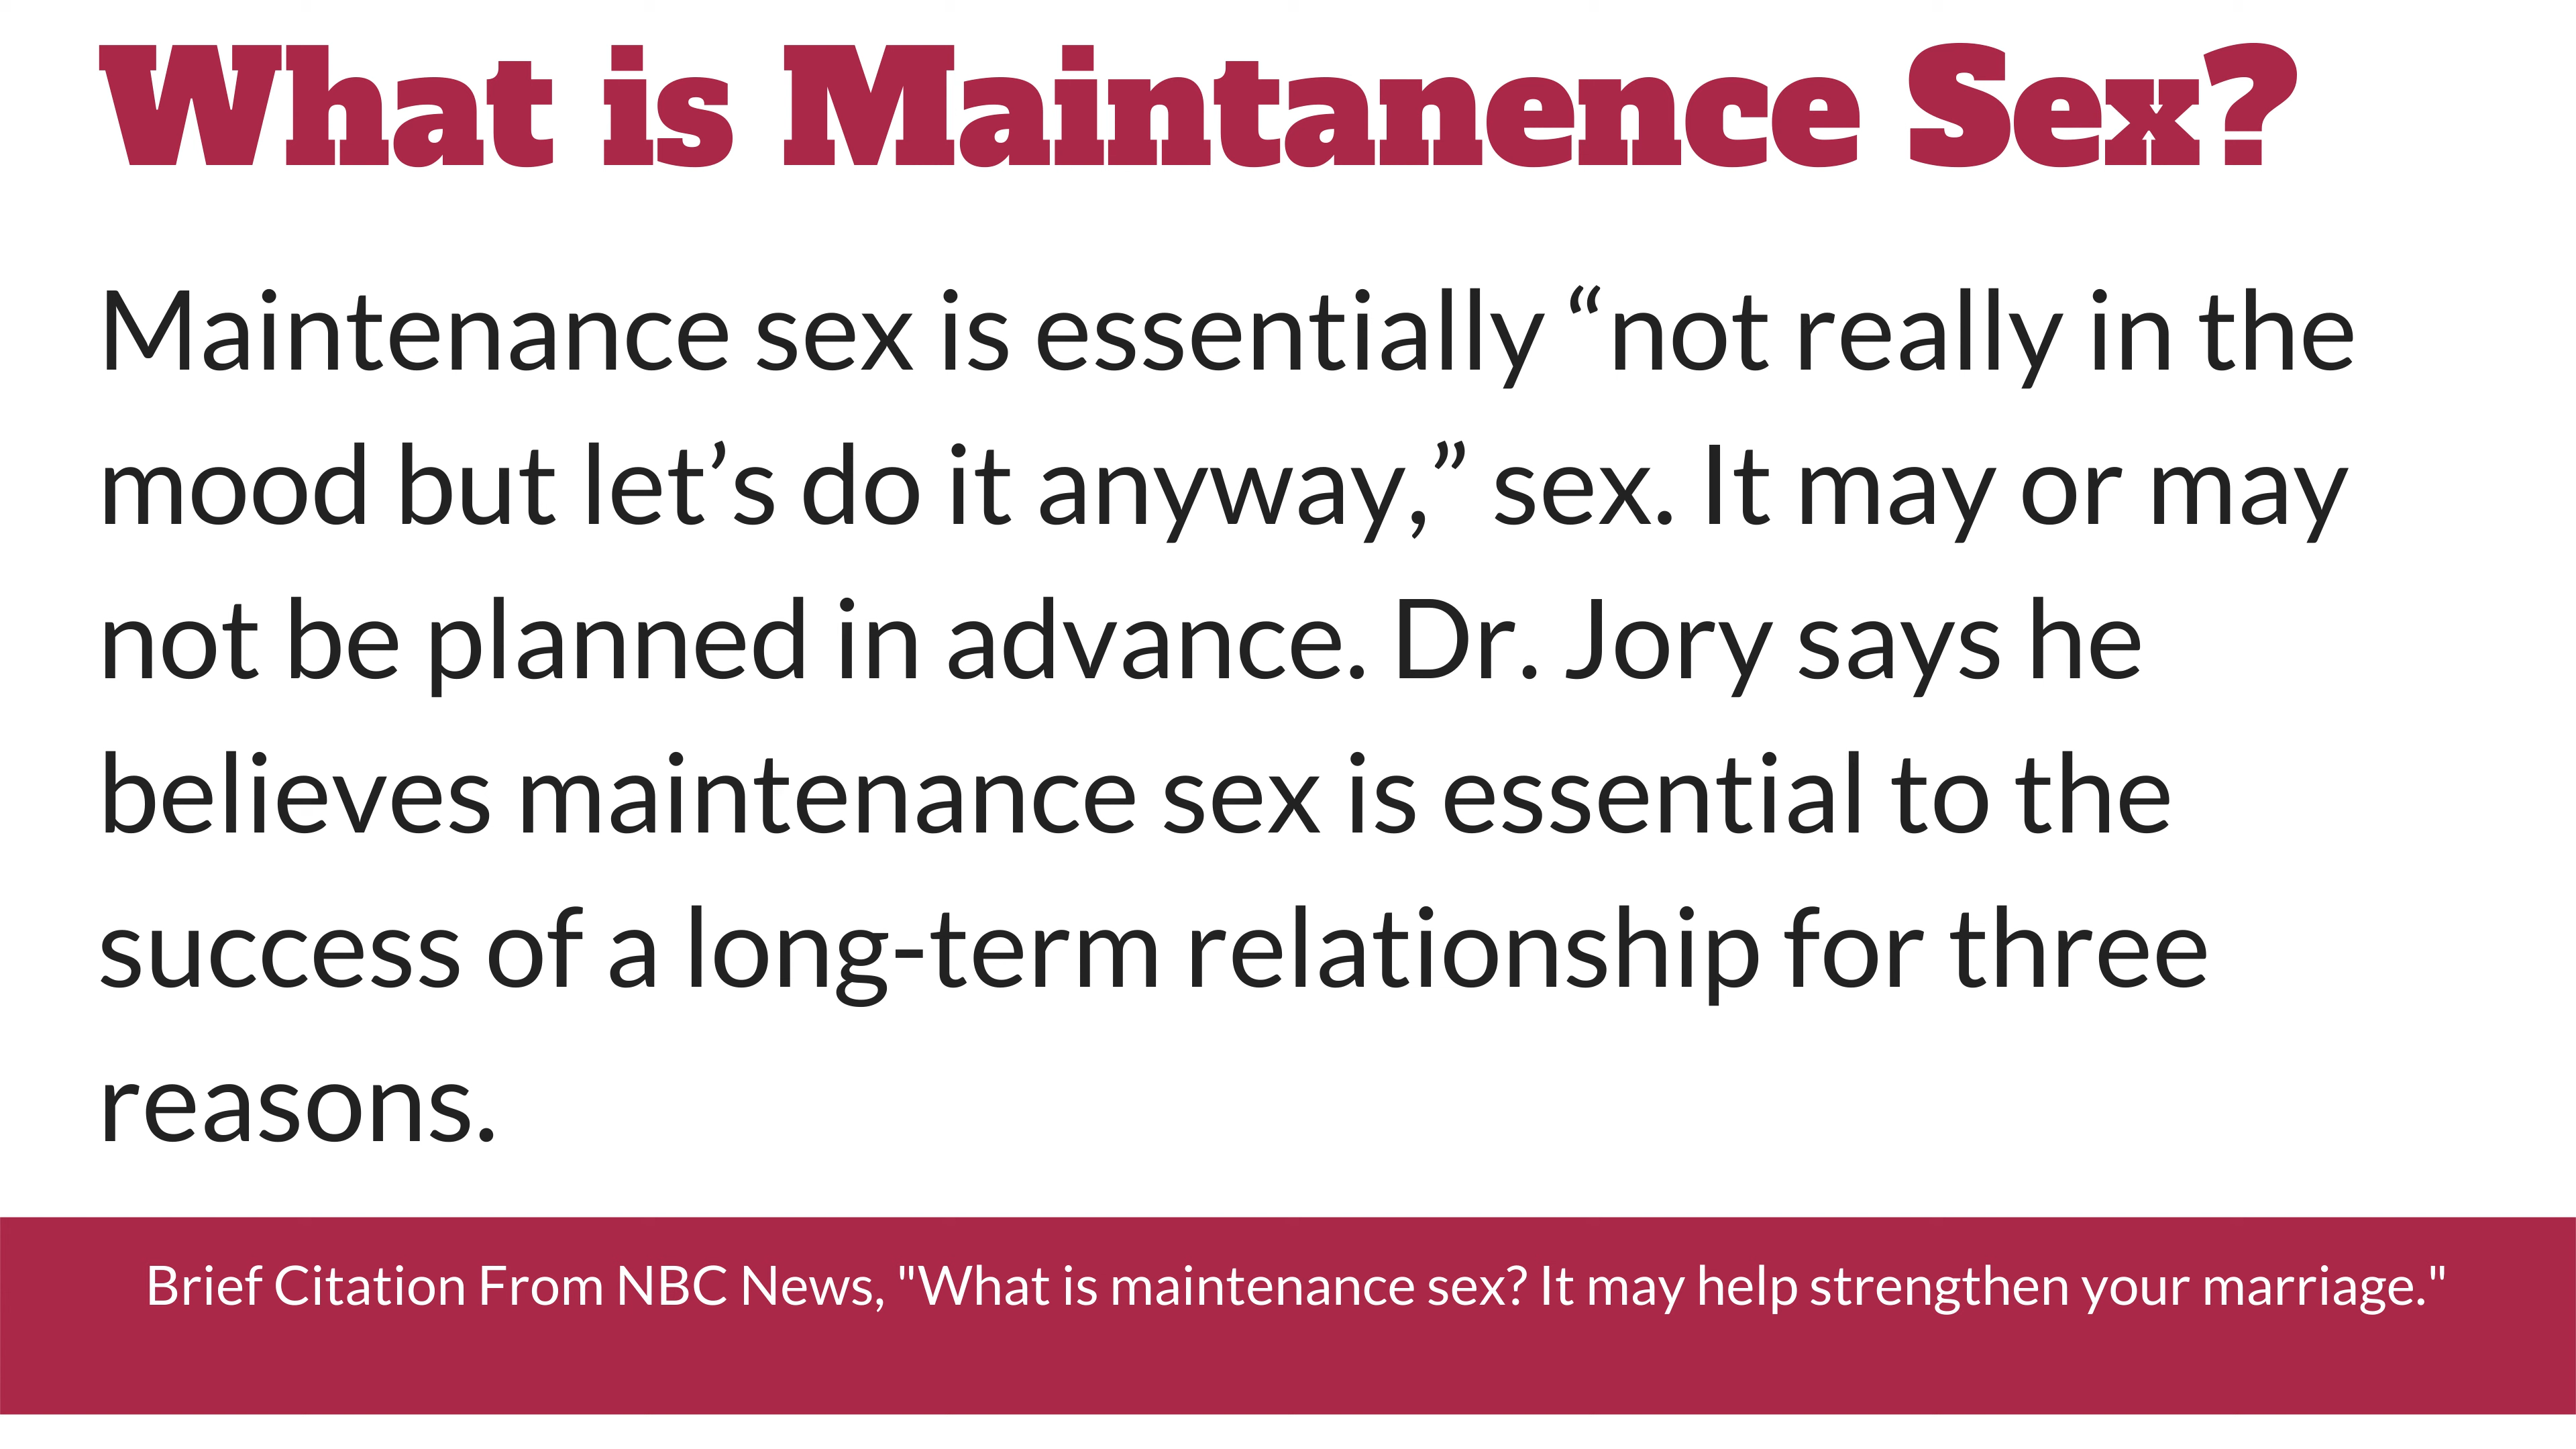 What is Maintanence Sex?
Maintenance sex is essentially “not really in the
mood but let’s do it anyway,” sex. It may or may
not be planned in advance. Dr. Jory says he
believes maintenance sex is essential to the
success of a long-term relationship for three
reasons.
Brief Citation From NBC News, "What is maintenance sex? It may help strengthen your marriage."